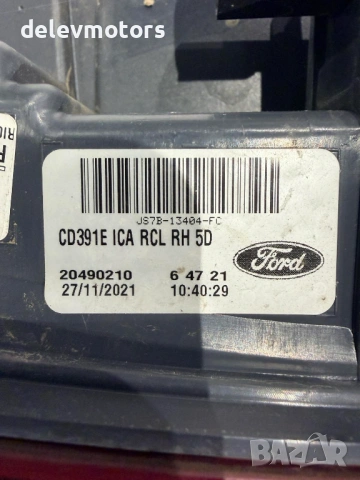 delevmotors
JS7B-13404-FC
CD391E ICA RCL RH 5D
Ford
20490210 6 47 21
27/11/2021 10:40:29
BAZAR